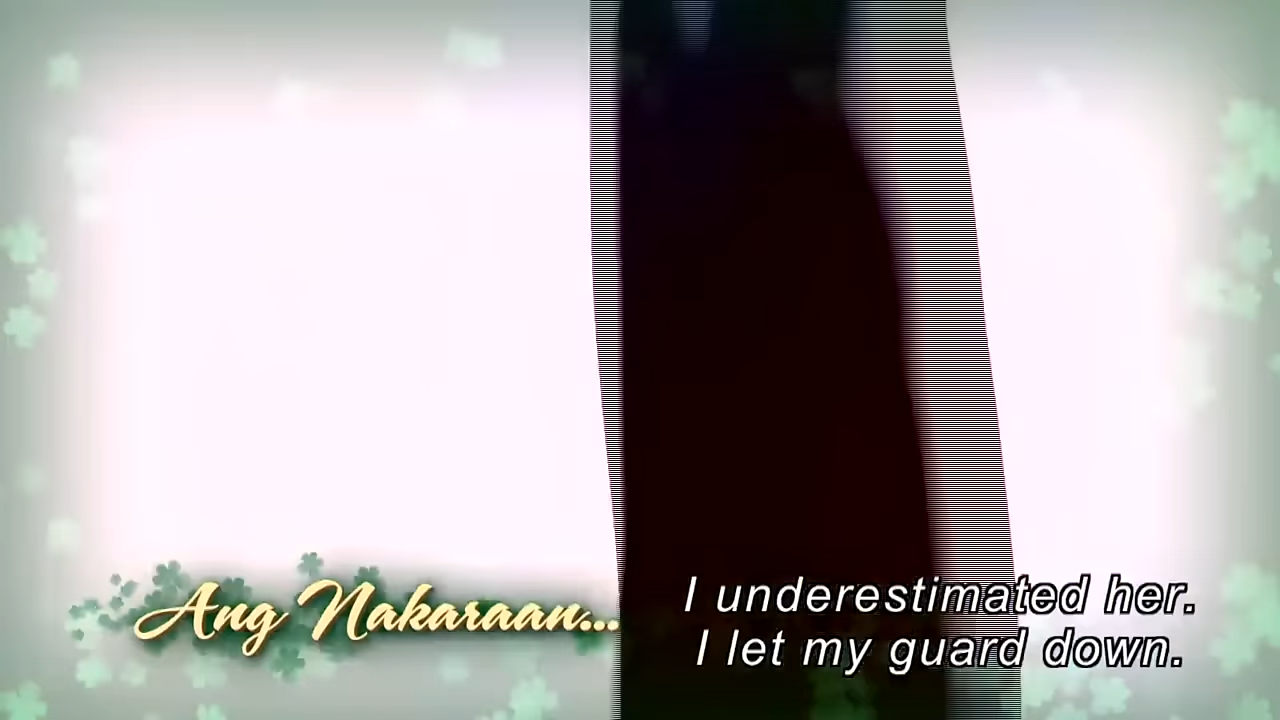 Ang Nakaraan...
I underestimated her.
I let my guard down.